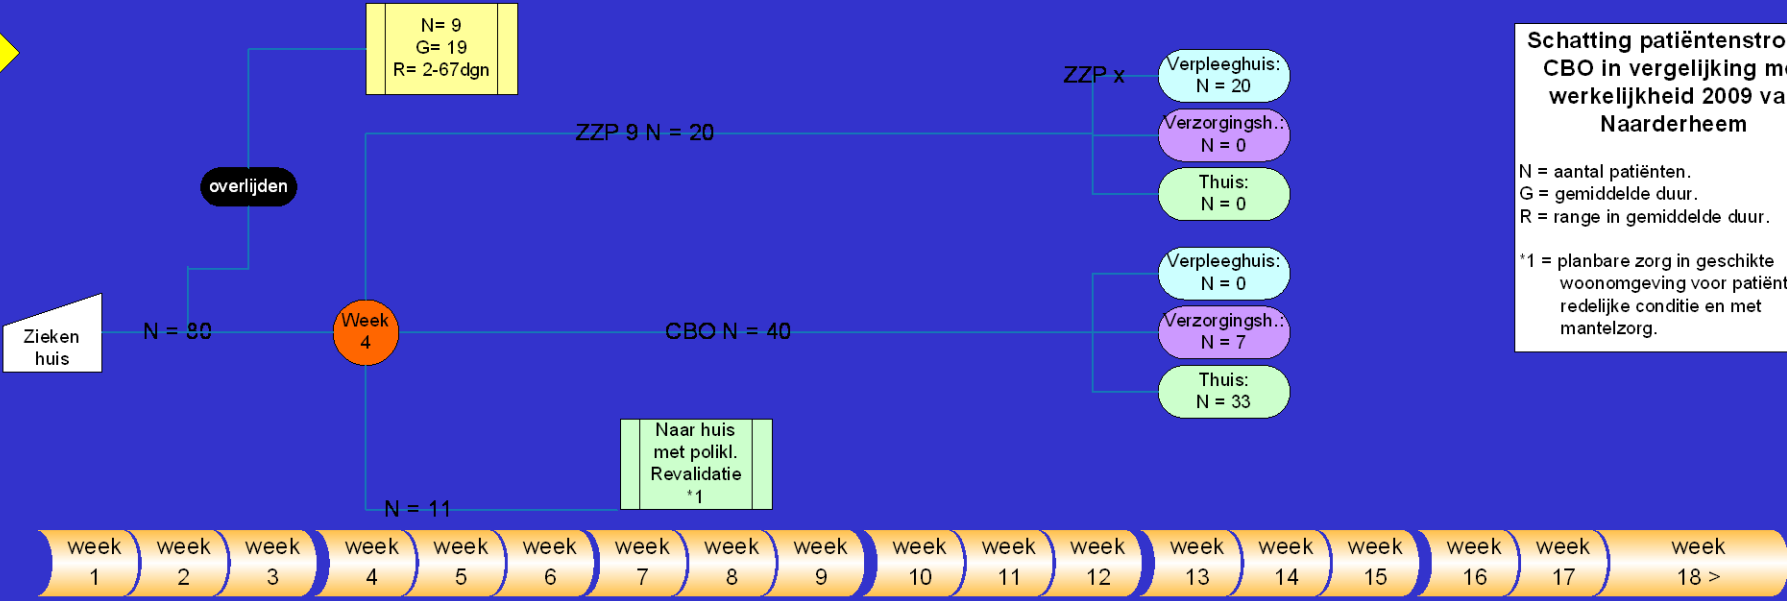 N= 9
G= 19
R= 2-67dgn
overlijden
Zieken
huis
N = 80
Week
4
ZZP 9 N = 20
ZZP x
Verpleeghuis:
N = 20
Verzorgingsh.:
N = 0
Thuis:
N = 0
CBO N = 40
Verpleeghuis:
N = 0
Verzorgingsh.:
N = 7
Thuis:
N = 33
N = 11
Naar huis
met polikl.
Revalidatie
*1
Schatting patiëntenstro
CBO in vergelijking m
werkelijkheid 2009 va
Naarderheem
N = aantal patiënten.
G = gemiddelde duur.
R = range in gemiddelde duur.
*1 = planbare zorg in geschikte
woonomgeving voor patiënt
redelijke conditie en met
mantelzorg.
week
1
week
2
week
3
week
4
week
5
week
6
week
7
week
8
week
9
week
10
week
11
week
12
week
13
week
14
week
15
week
16
week
17
week
18 >